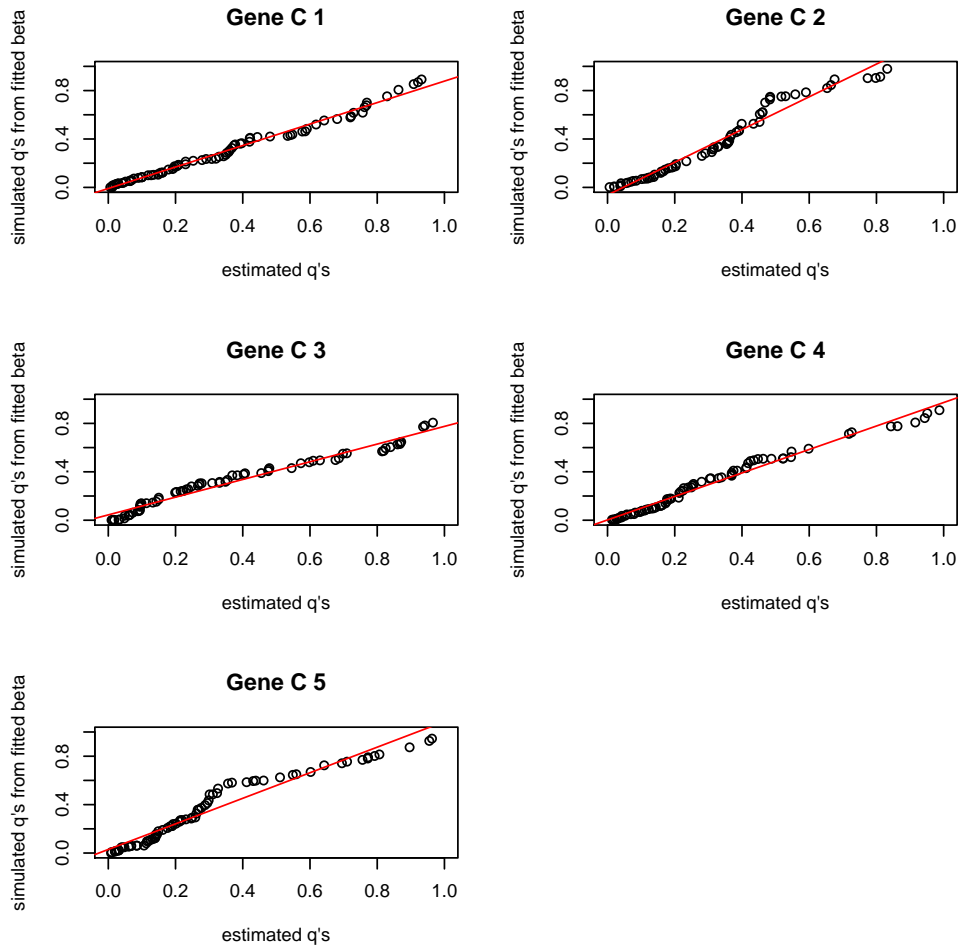 Gene C 1
simulated q's from fitted beta
0.0 0.4 0.8
0.0 0.2 0.4 0.6 0.8 1.0
estimated q's
Gene C 2
simulated q's from fitted beta
0.0 0.4 0.8
0.0 0.2 0.4 0.6 0.8 1.0
estimated q's
Gene C 3
simulated q's from fitted beta
0.0 0.4 0.8
0.0 0.2 0.4 0.6 0.8 1.0
estimated q's
Gene C 4
simulated q's from fitted beta
0.0 0.4 0.8
0.0 0.2 0.4 0.6 0.8 1.0
estimated q's
Gene C 5
simulated q's from fitted beta
0.0 0.4 0.8
0.0 0.2 0.4 0.6 0.8 1.0
estimated q's